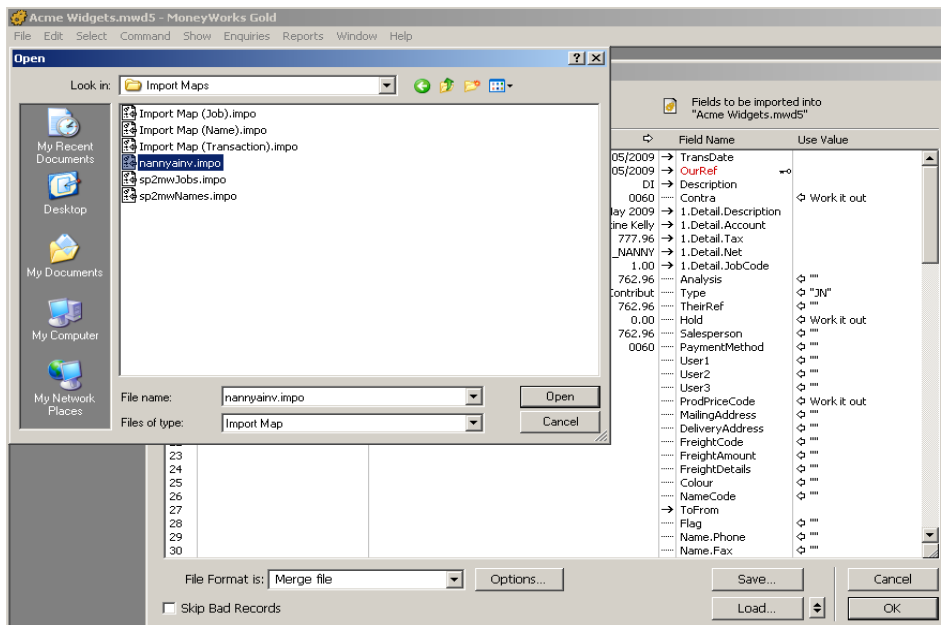 Acme Widgets.mwd5 - MoneyWorks Gold
File Edit Select Command Show Enquiries Reports Window Help
Open
Look in: Import Maps
My Recent Documents
Desktop
My Documents
My Computer
My Network Places
Import Map (Job).impo
Import Map (Name).impo
Import Map (Transaction).impo
nannyainv.impo
sp2mwJobs.impo
sp2mwNames.impo
File name: nannyainv.impo Open
Files of type: Import Map Cancel
Fields to be imported into
"Acme Widgets.mwd5"
Field Name Use Value
05/2009 TransDate
05/2009 OurRef
DI Description
0060 Contra Work it out
lay 2009 1.Detail.Description
ine Kelly 1.Detail.Account
777.96 1.Detail.Tax
_NANNY 1.Detail.Net
1.00 1.Detail.JobCode
762.96 Analysis ""
Contribut Type "JN"
762.96 TheirRef ""
0.00 Hold Work it out
762.96 Salesperson ""
0060 PaymentMethod ""
User1 ""
User2 ""
User3 ""
ProdPriceCode Work it out
MailingAddress ""
DeliveryAddress ""
FreightCode ""
23 FreightAmount ""
24 FreightDetails ""
25 Colour ""
26 NameCode ""
27 ToFrom
28 Flag ""
29 Name.Phone ""
30 Name.Fax ""
File Format is: Merge file Options... Save... Cancel
Skip Bad Records Load... OK